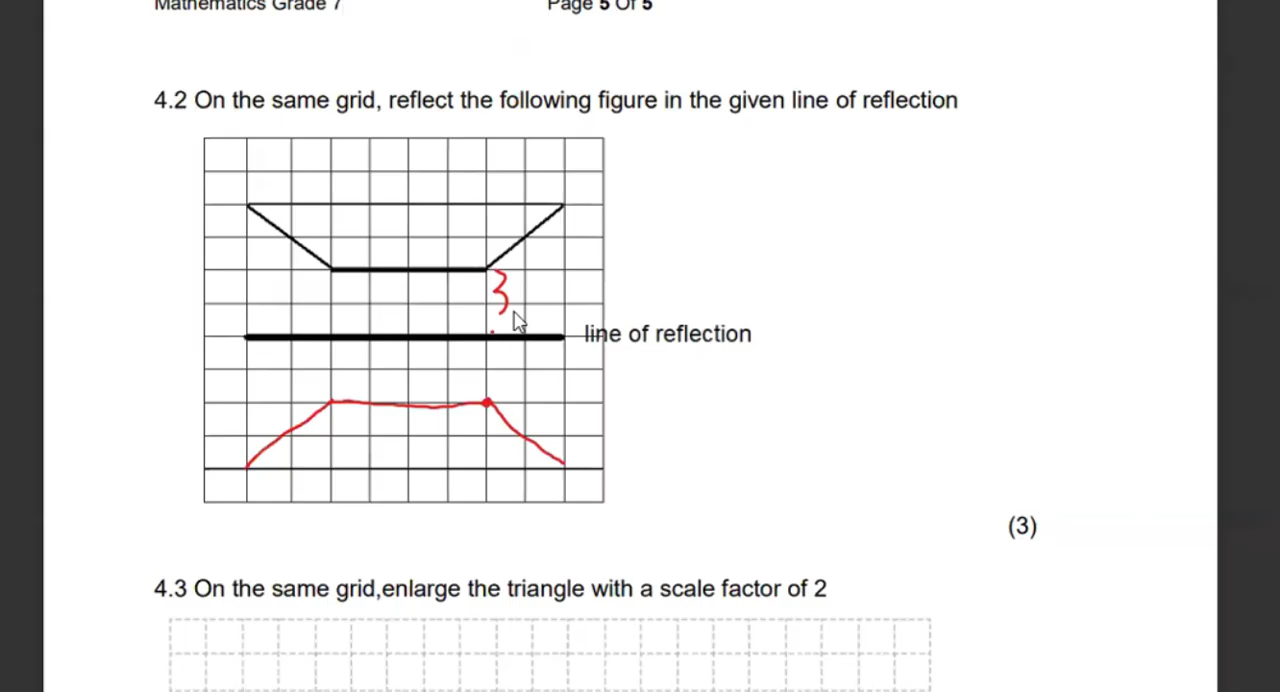 Mathematics Grade 7 Page 5 Of 5
4.2 On the same grid, reflect the following figure in the given line of reflection
line of reflection
(3)
4.3 On the same grid,enlarge the triangle with a scale factor of 2